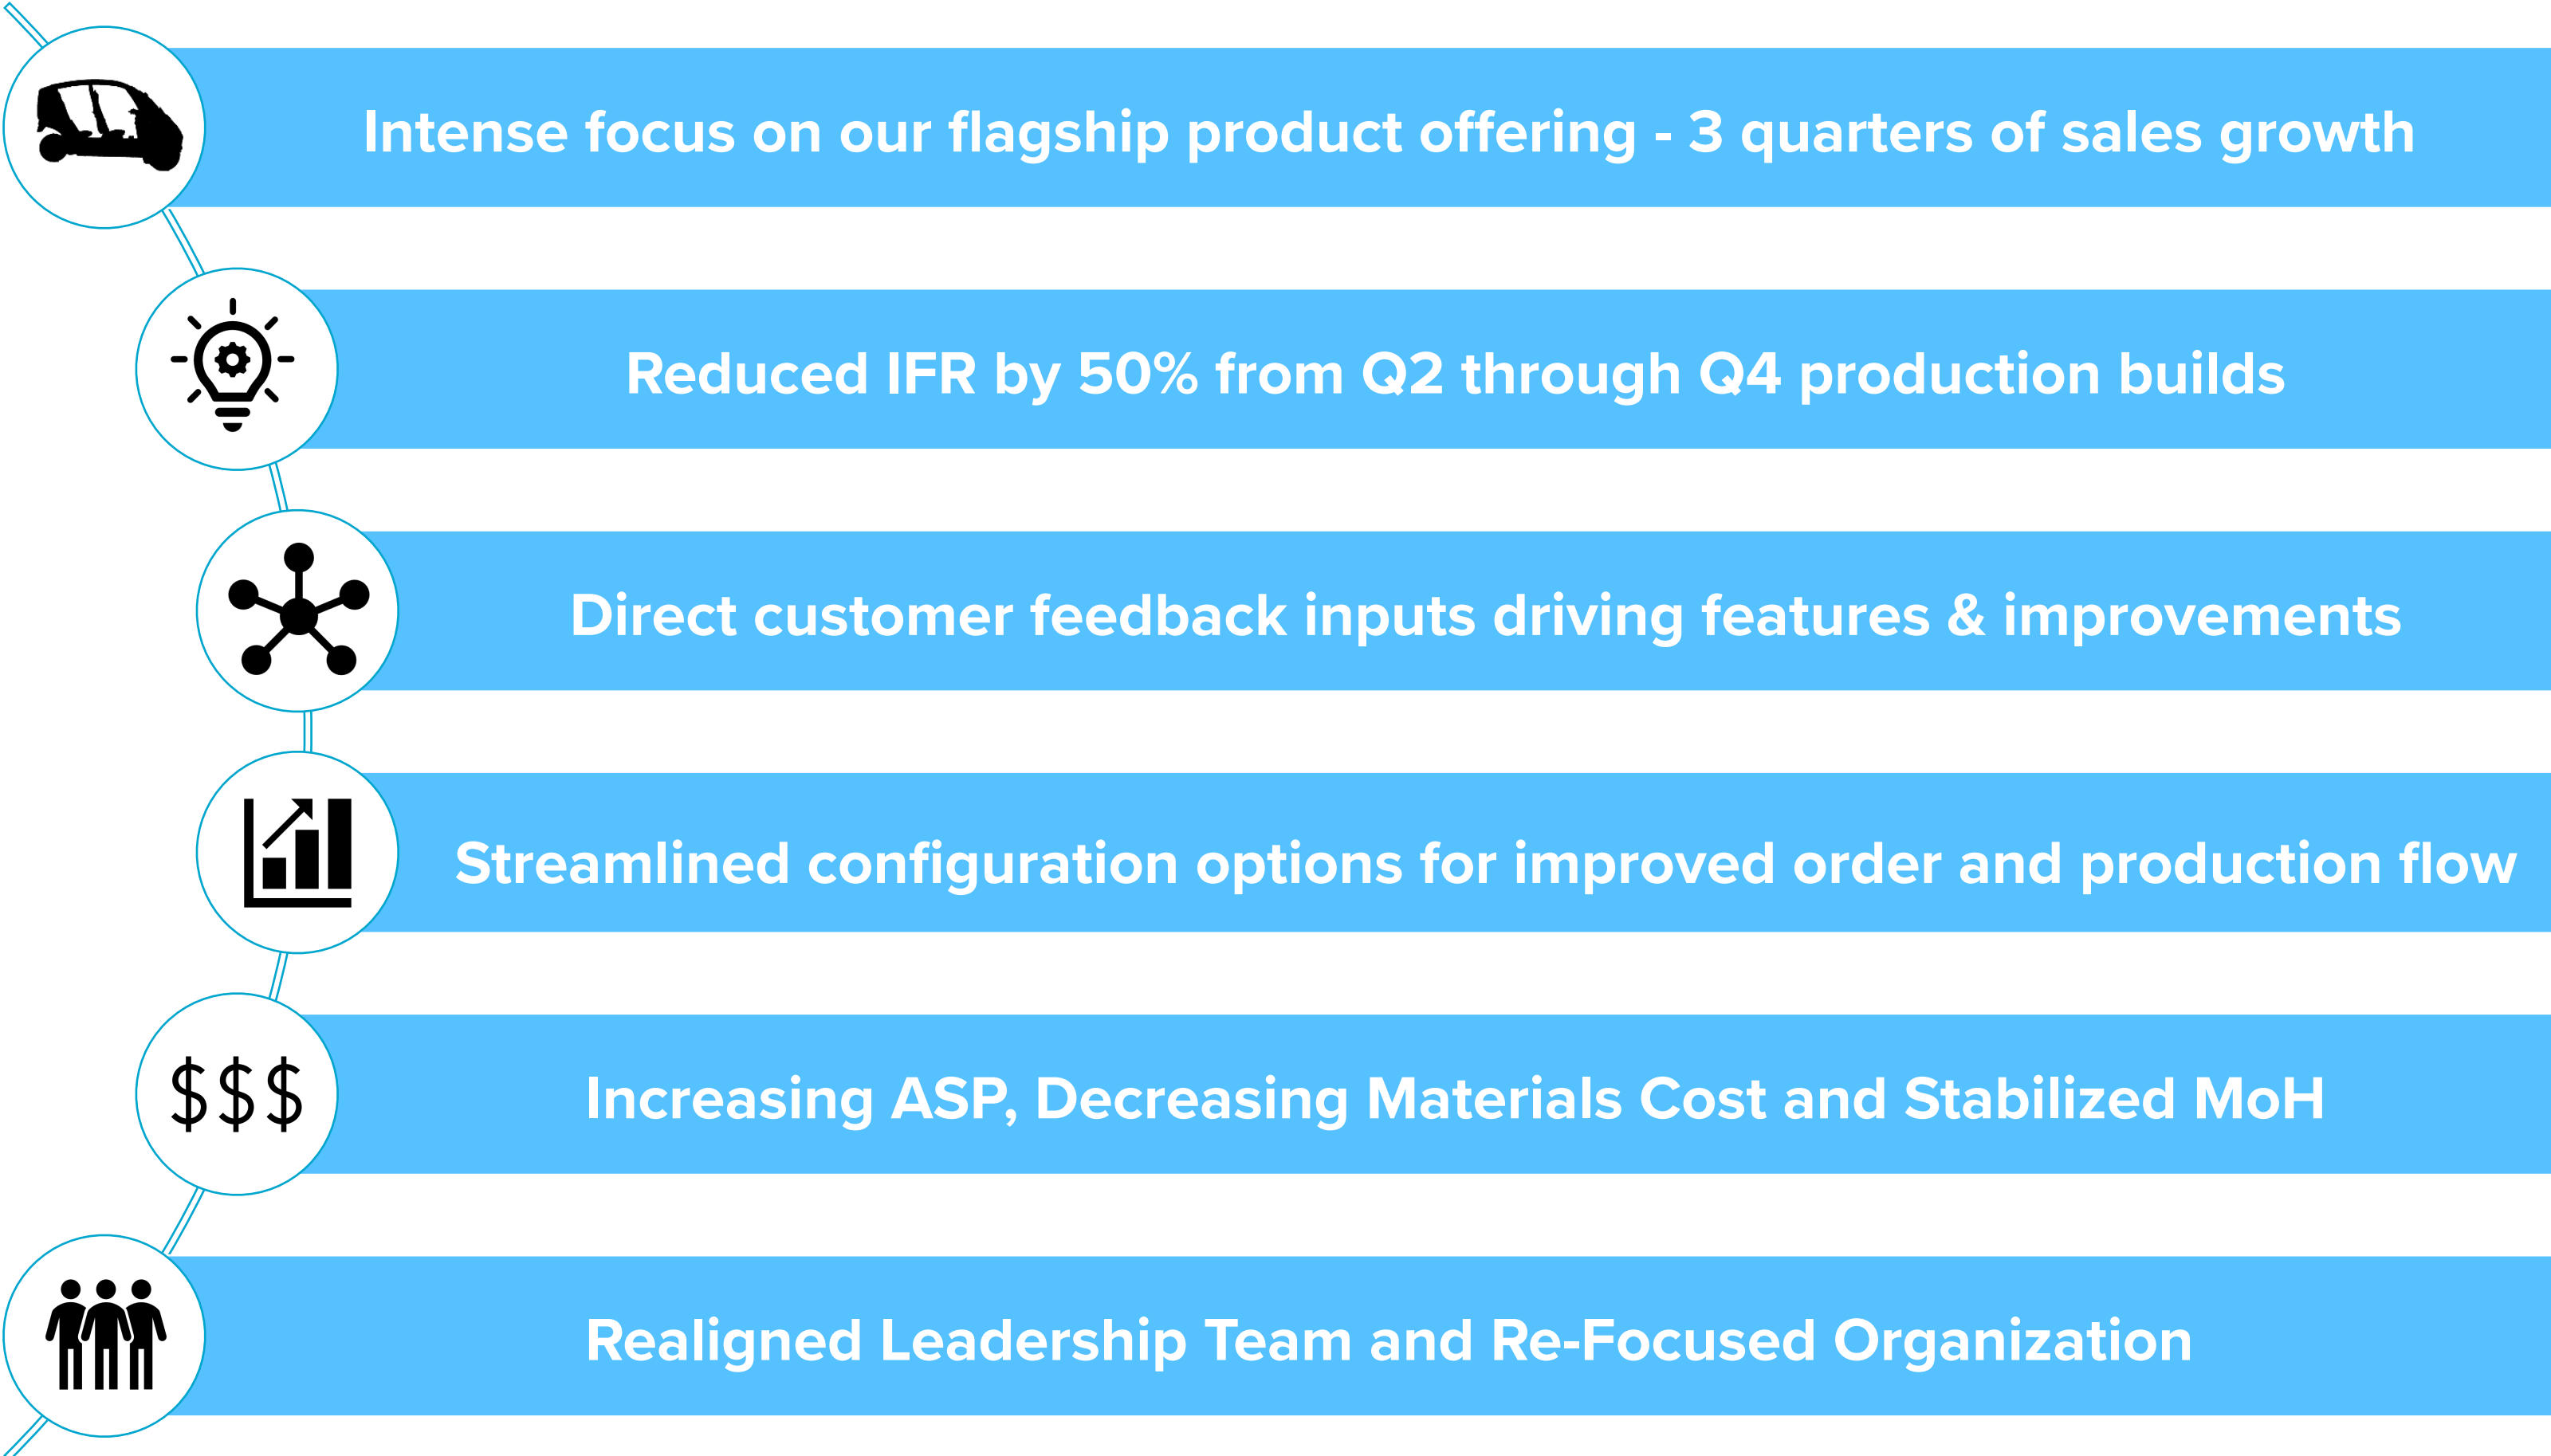 Intense focus on our flagship product offering - 3 quarters of sales growth
Reduced IFR by 50% from Q2 through Q4 production builds
Direct customer feedback inputs driving features & improvements
Streamlined configuration options for improved order and production flow
$$$
Increasing ASP, Decreasing Materials Cost and Stabilized MoH
Realigned Leadership Team and Re-Focused Organization